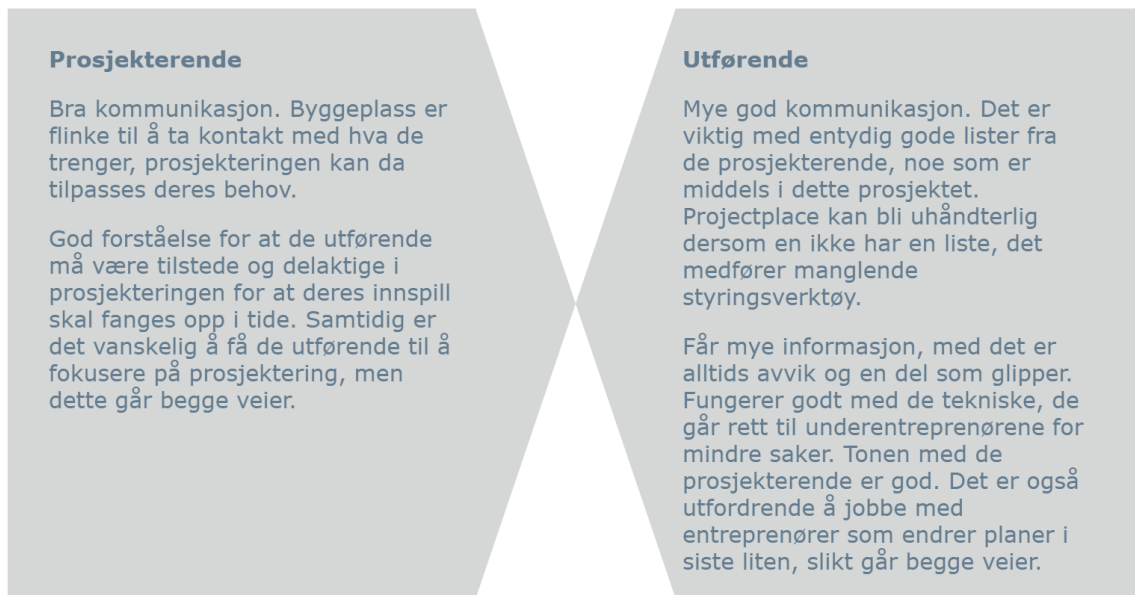 Prosjekterende
Bra kommunikasjon. Byggeplass er
flinke til å ta kontakt med hva de
trenger, prosjekteringen kan da
tilpasses deres behov.
God forståelse for at de utførende
må være tilstede og delaktige i
prosjekteringen for at deres innspill
skal fanges opp i tide. Samtidig er
det vanskelig å få de utførende til å
fokusere på prosjektering, men
dette går begge veier.
Utførende
Mye god kommunikasjon. Det er
viktig med entydig gode lister fra
de prosjekterende, noe som er
middels i dette prosjektet.
Projectplace kan bli uhåndterlig
dersom en ikke har en liste, det
medfører manglende
styringsverktøy.
Får mye informasjon, med det er
alltids avvik og en del som glipper.
Fungerer godt med de tekniske, de
går rett til underentreprenørene for
mindre saker. Tonen med de
prosjekterende er god. Det er også
utfordrende å jobbe med
entreprenører som endrer planer i
siste liten, slikt går begge veier.